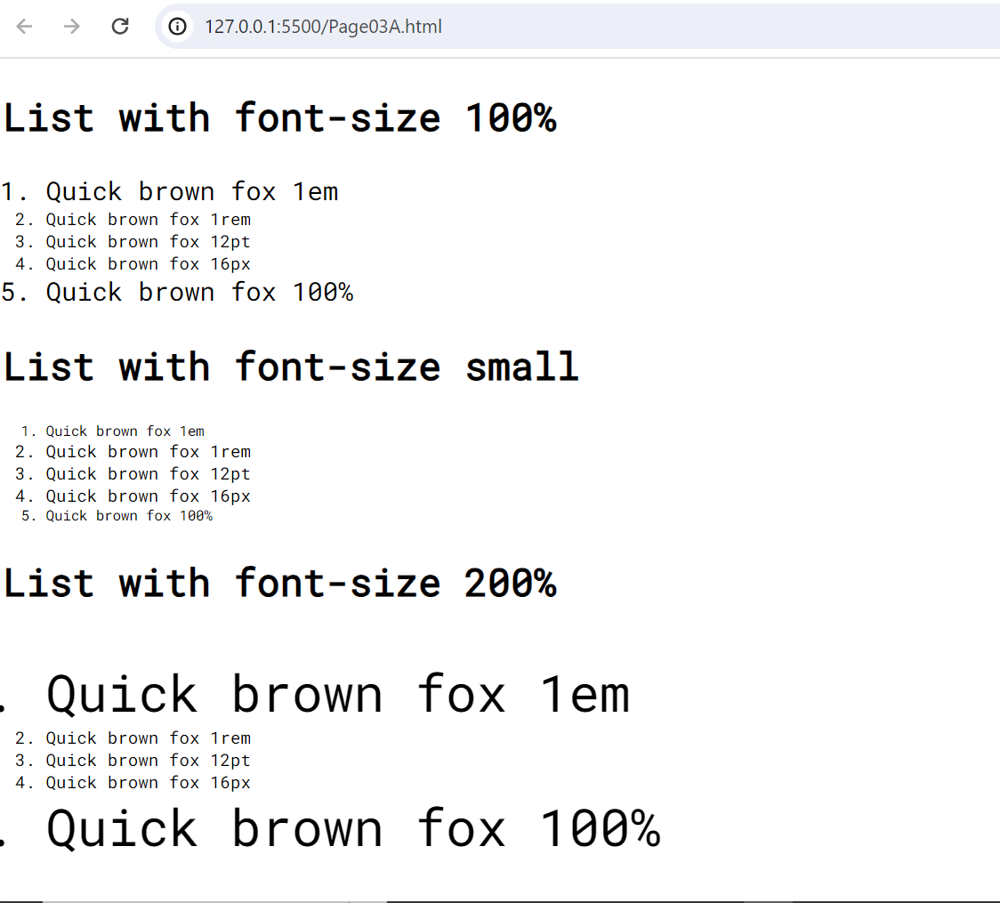 127.0.0.1:5500/Page03A.html
List with font-size 100%
1. Quick brown fox 1em
2. Quick brown fox 1rem
3. Quick brown fox 12pt
4. Quick brown fox 16px
5. Quick brown fox 100%
List with font-size small
1. Quick brown fox 1em
2. Quick brown fox 1rem
3. Quick brown fox 12pt
4. Quick brown fox 16px
5. Quick brown fox 100%
List with font-size 200%
. Quick brown fox 1em
2. Quick brown fox 1rem
3. Quick brown fox 12pt
4. Quick brown fox 16px
. Quick brown fox 100%